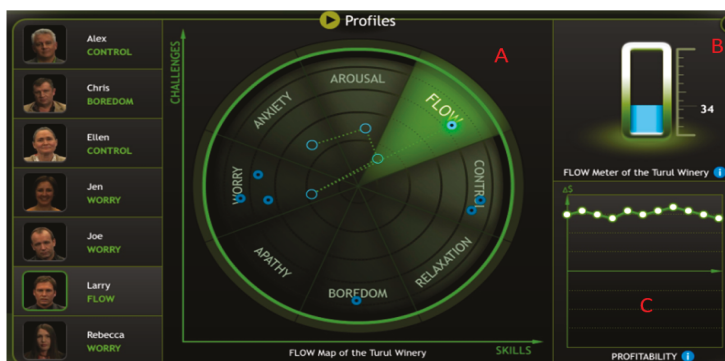 Profiles
Alex
CONTROL
Chris
BOREDOM
Ellen
CONTROL
Jen
WORRY
Joe
WORRY
Larry
FLOW
Rebecca
WORRY
CHALLENGES
A
AROUSAL
ANXIETY
FLOW
WORRY
CONTROL
APATHY
RELAXATION
BOREDOM
FLOW Map of the Turul Winery
SKILLS
B
34
FLOW Meter of the Turul Winery i
ΔS
C
PROFITABILITY i